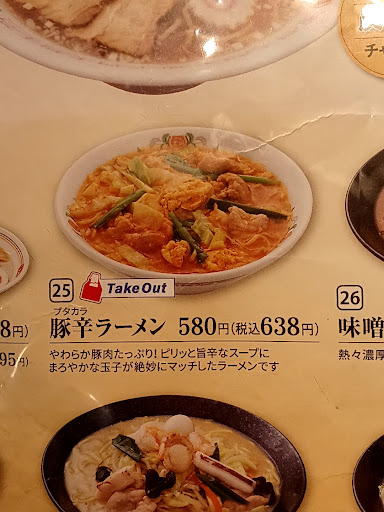 チャ
25 Take Out
ブタカラ
豚辛ラーメン 580円(税込638円)
やわらか豚肉たっぷり! ピリッと旨辛なスープに
まろやかな玉子が絶妙にマッチしたラーメンです
8円)
95円)
26
味噌
熱々濃厚